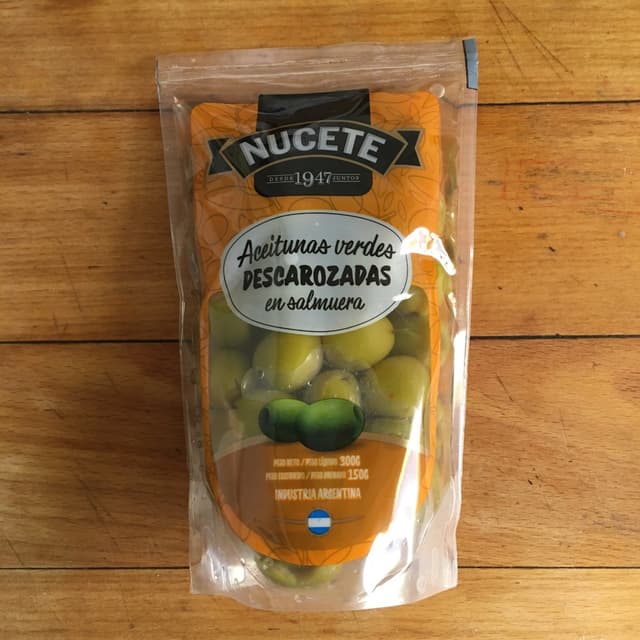 NUCETE
DESDE 1947 JUNTOS
Aceitunas verdes
DESCAROZADAS
en salmuera
PESO NETO / PESO LÍQUIDO 300G
PESO ESCURRIDO / PESO DRENADO 150G
INDUSTRIA ARGENTINA